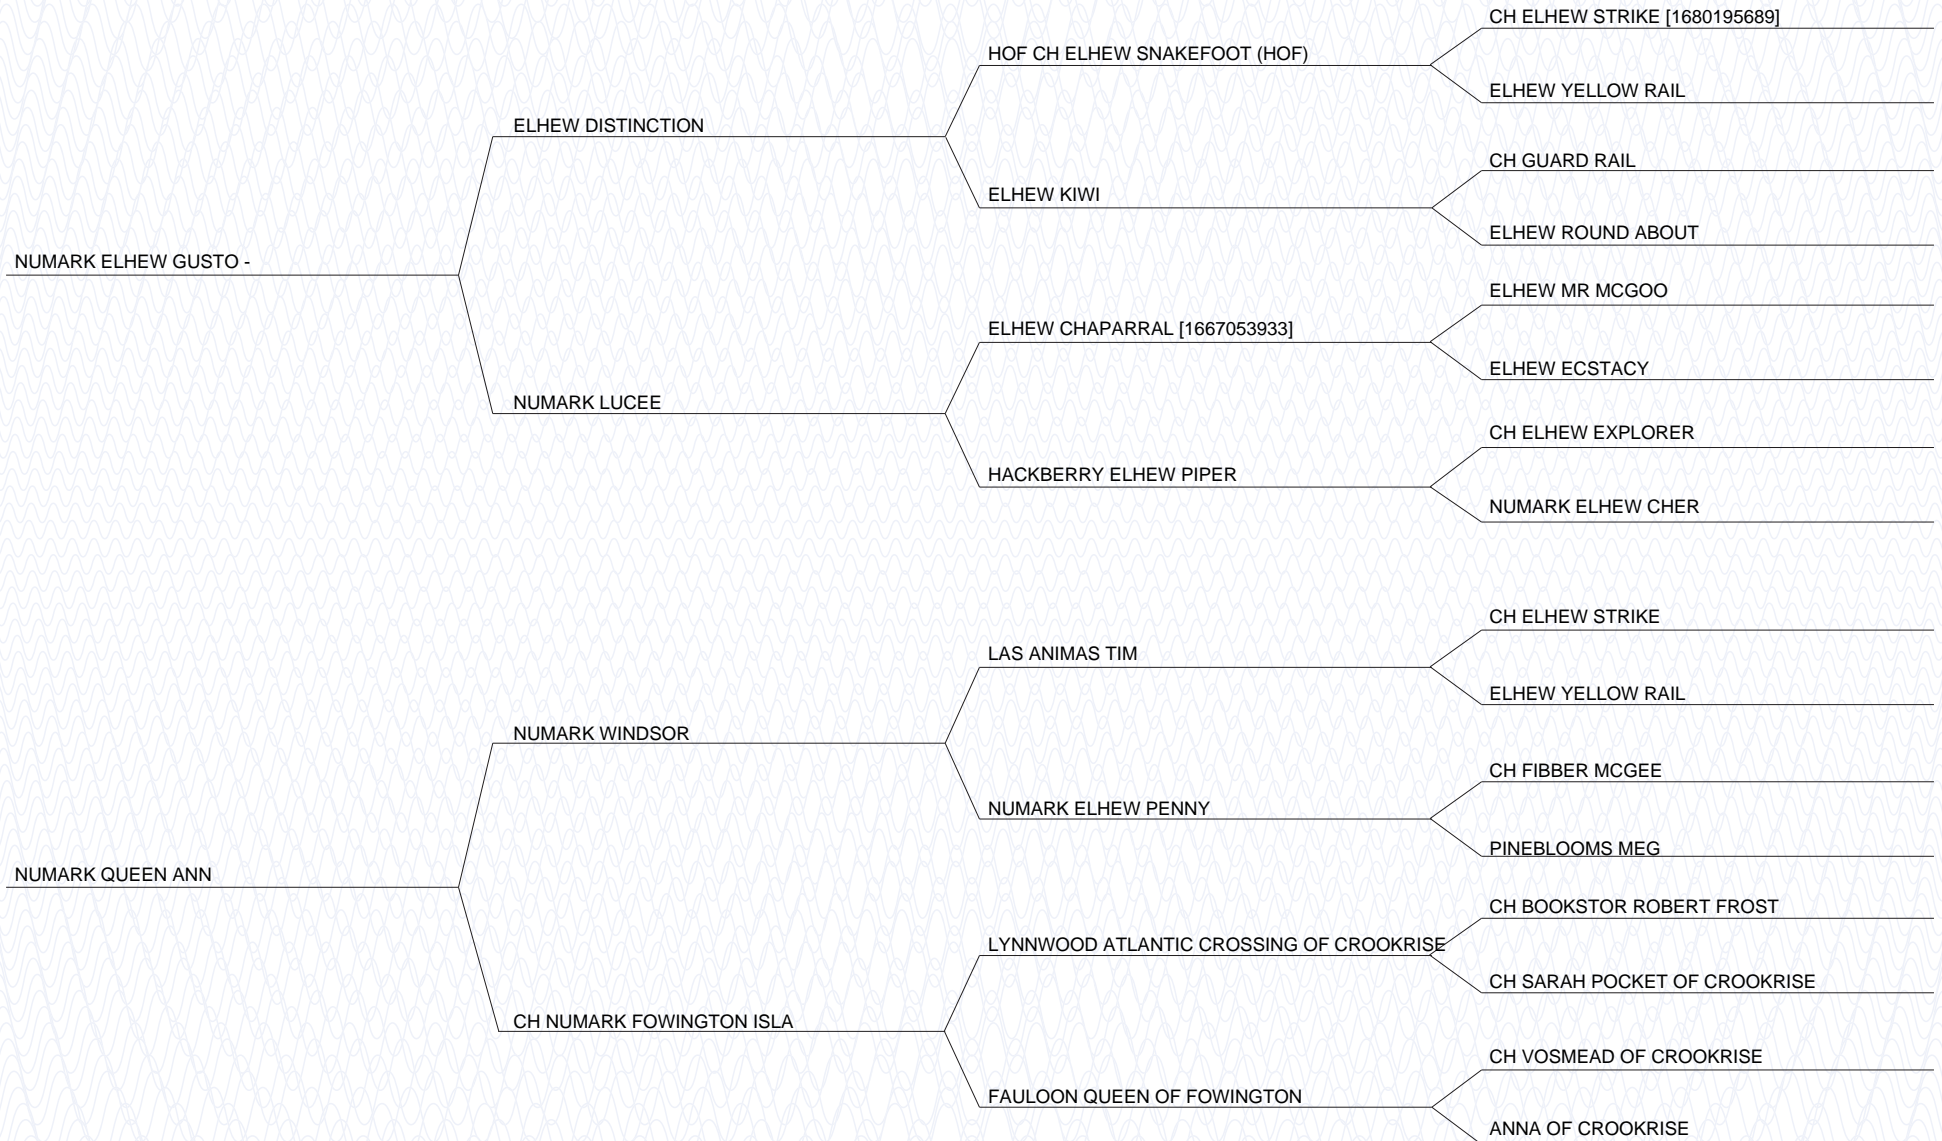 CH ELHEW STRIKE [1680195689]
HOF CH ELHEW SNAKEFOOT (HOF)
ELHEW YELLOW RAIL
ELHEW DISTINCTION
CH GUARD RAIL
ELHEW KIWI
ELHEW ROUND ABOUT
NUMARK ELHEW GUSTO -
ELHEW MR MCGOO
ELHEW CHAPARRAL [1667053933]
ELHEW ECSTACY
NUMARK LUCEE
CH ELHEW EXPLORER
HACKBERRY ELHEW PIPER
NUMARK ELHEW CHER
CH ELHEW STRIKE
LAS ANIMAS TIM
ELHEW YELLOW RAIL
NUMARK WINDSOR
CH FIBBER MCGEE
NUMARK ELHEW PENNY
PINEBLOOMS MEG
NUMARK QUEEN ANN
CH BOOKSTOR ROBERT FROST
LYNNWOOD ATLANTIC CROSSING OF CROOKRISE
CH SARAH POCKET OF CROOKRISE
CH NUMARK FOWINGTON ISLA
CH VOSMEAD OF CROOKRISE
FAULOON QUEEN OF FOWINGTON
ANNA OF CROOKRISE